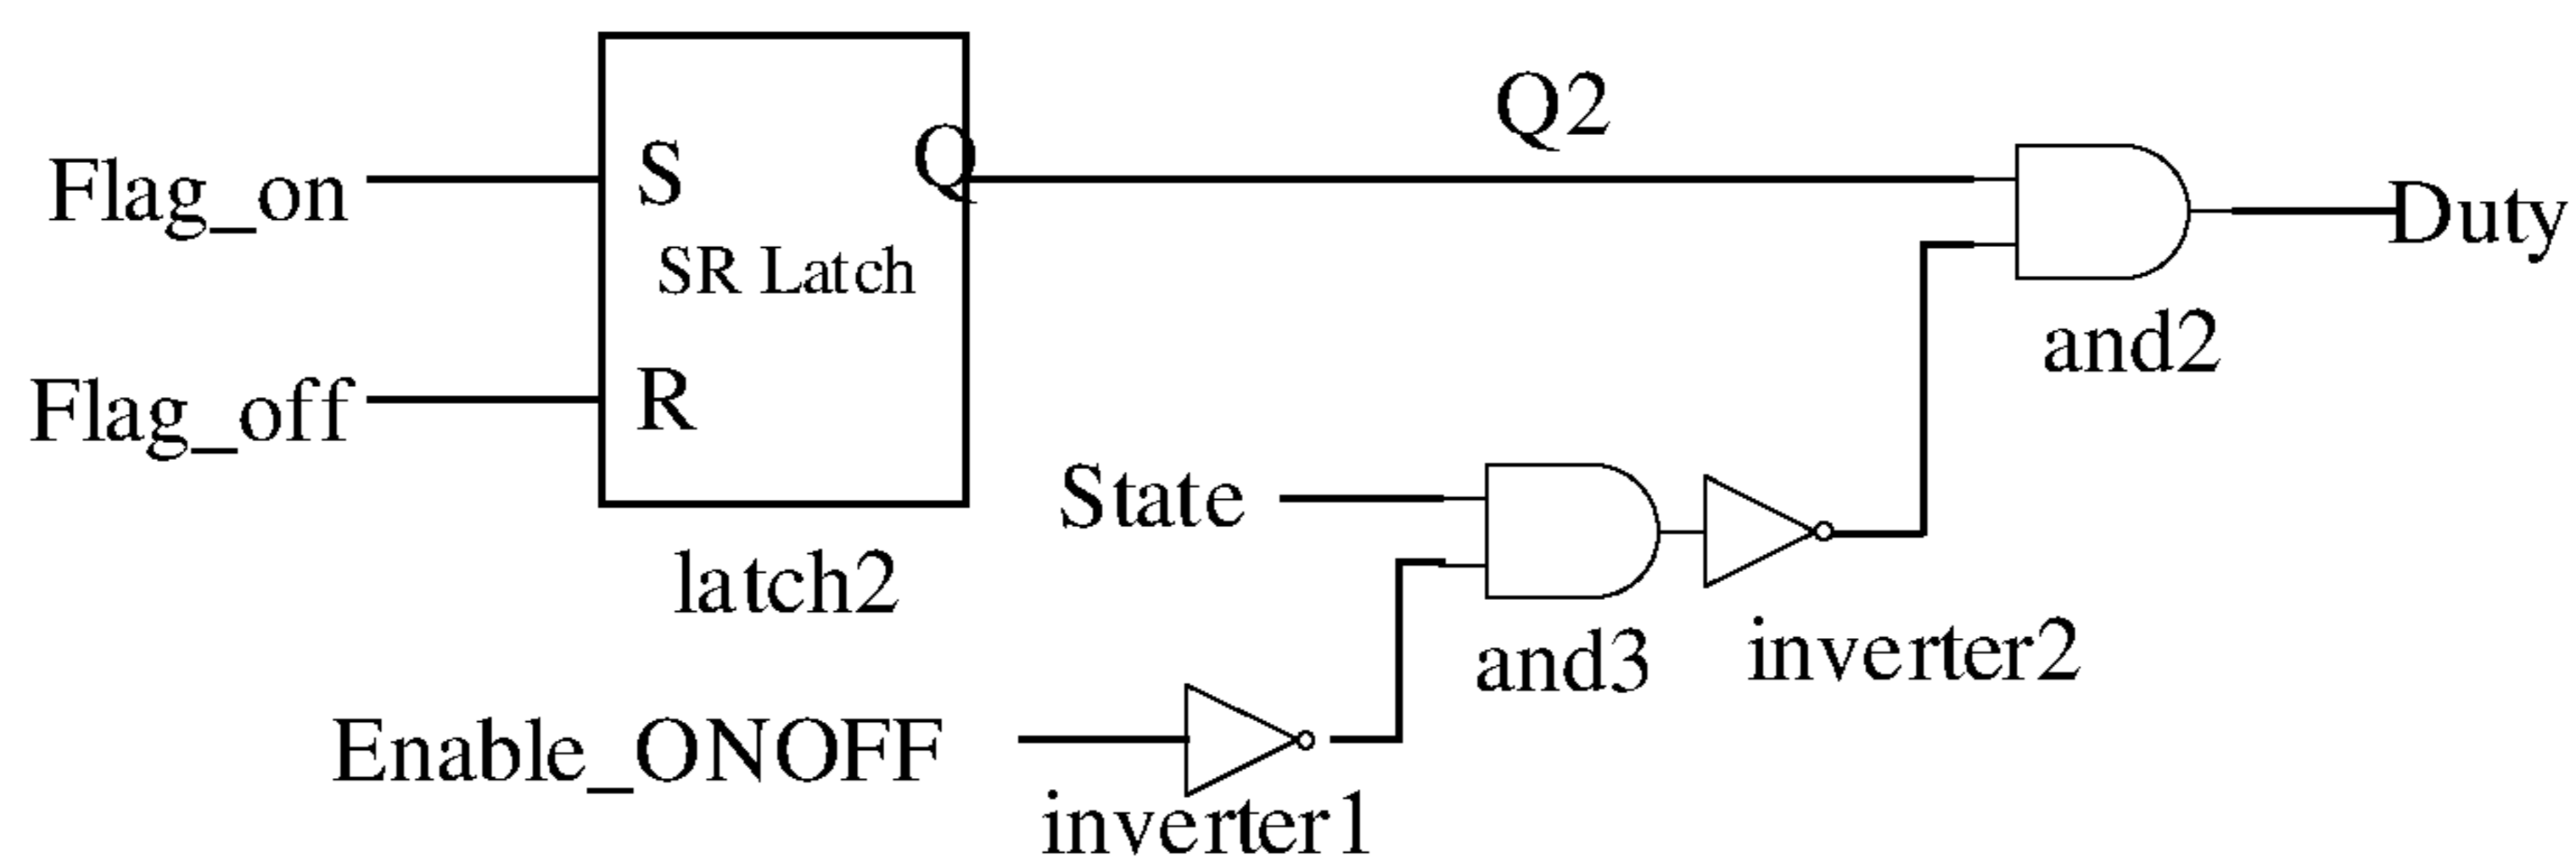 Q2
S
Q
Flag_on
Duty
SR Latch
and2
R
Flag_off
State
latch2
and3
inverter2
Enable_ONOFF
inverter1